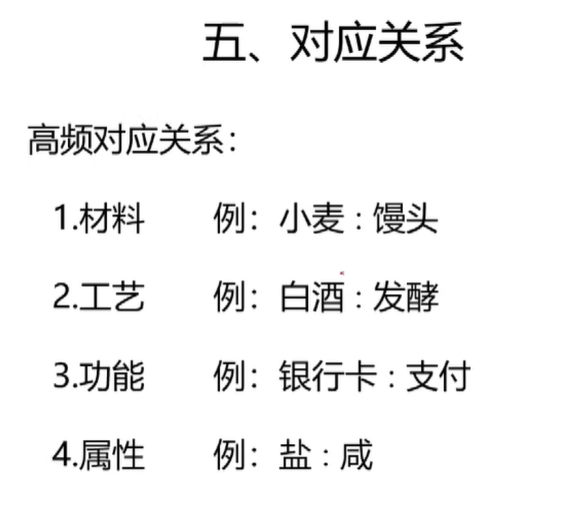 五、对应关系
高频对应关系：
1.材料 例：小麦：馒头
2.工艺 例：白酒：发酵
3.功能 例：银行卡：支付
4.属性 例：盐：咸